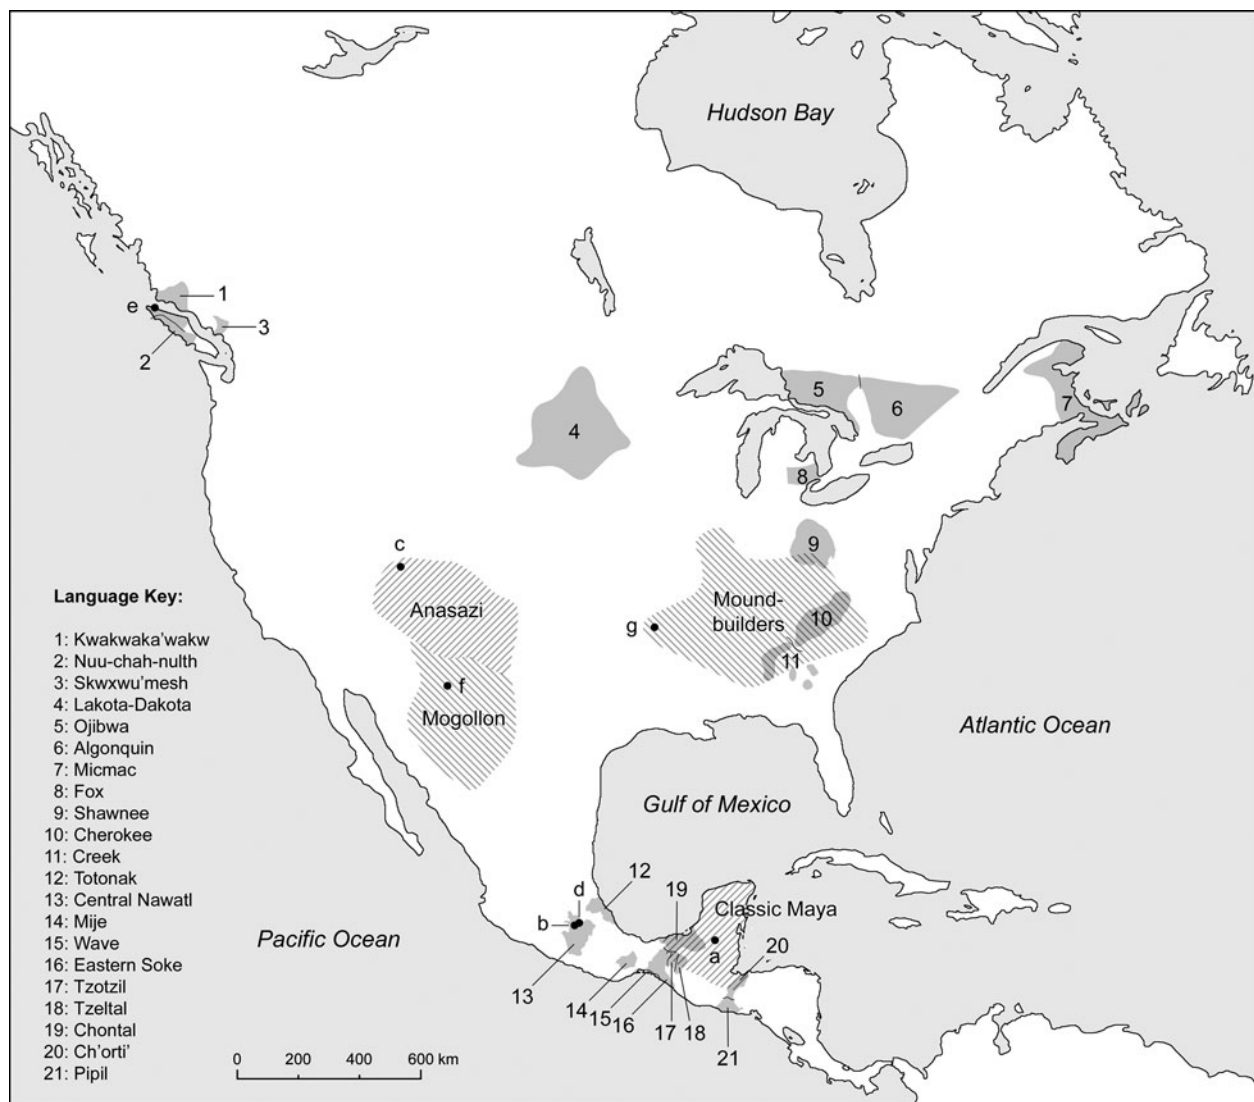 Hudson Bay
e
1
3
2
5
6
7
4
8
9
c
Anasazi
Mound-
builders
10
g
11
f
Mogollon
Atlantic Ocean
Gulf of Mexico
Pacific Ocean
12
d
19
b
Classic Maya
a
20
13
14
15
16
17
18
21
Language Key:
1: Kwakwaka'wakw
2: Nuu-chah-nulth
3: Skwxwu'mesh
4: Lakota-Dakota
5: Ojibwa
6: Algonquin
7: Micmac
8: Fox
9: Shawnee
10: Cherokee
11: Creek
12: Totonak
13: Central Nawatl
14: Mije
15: Wave
16: Eastern Soke
17: Tzotzil
18: Tzeltal
19: Chontal
20: Ch'orti'
21: Pipil
0 200 400 600 km